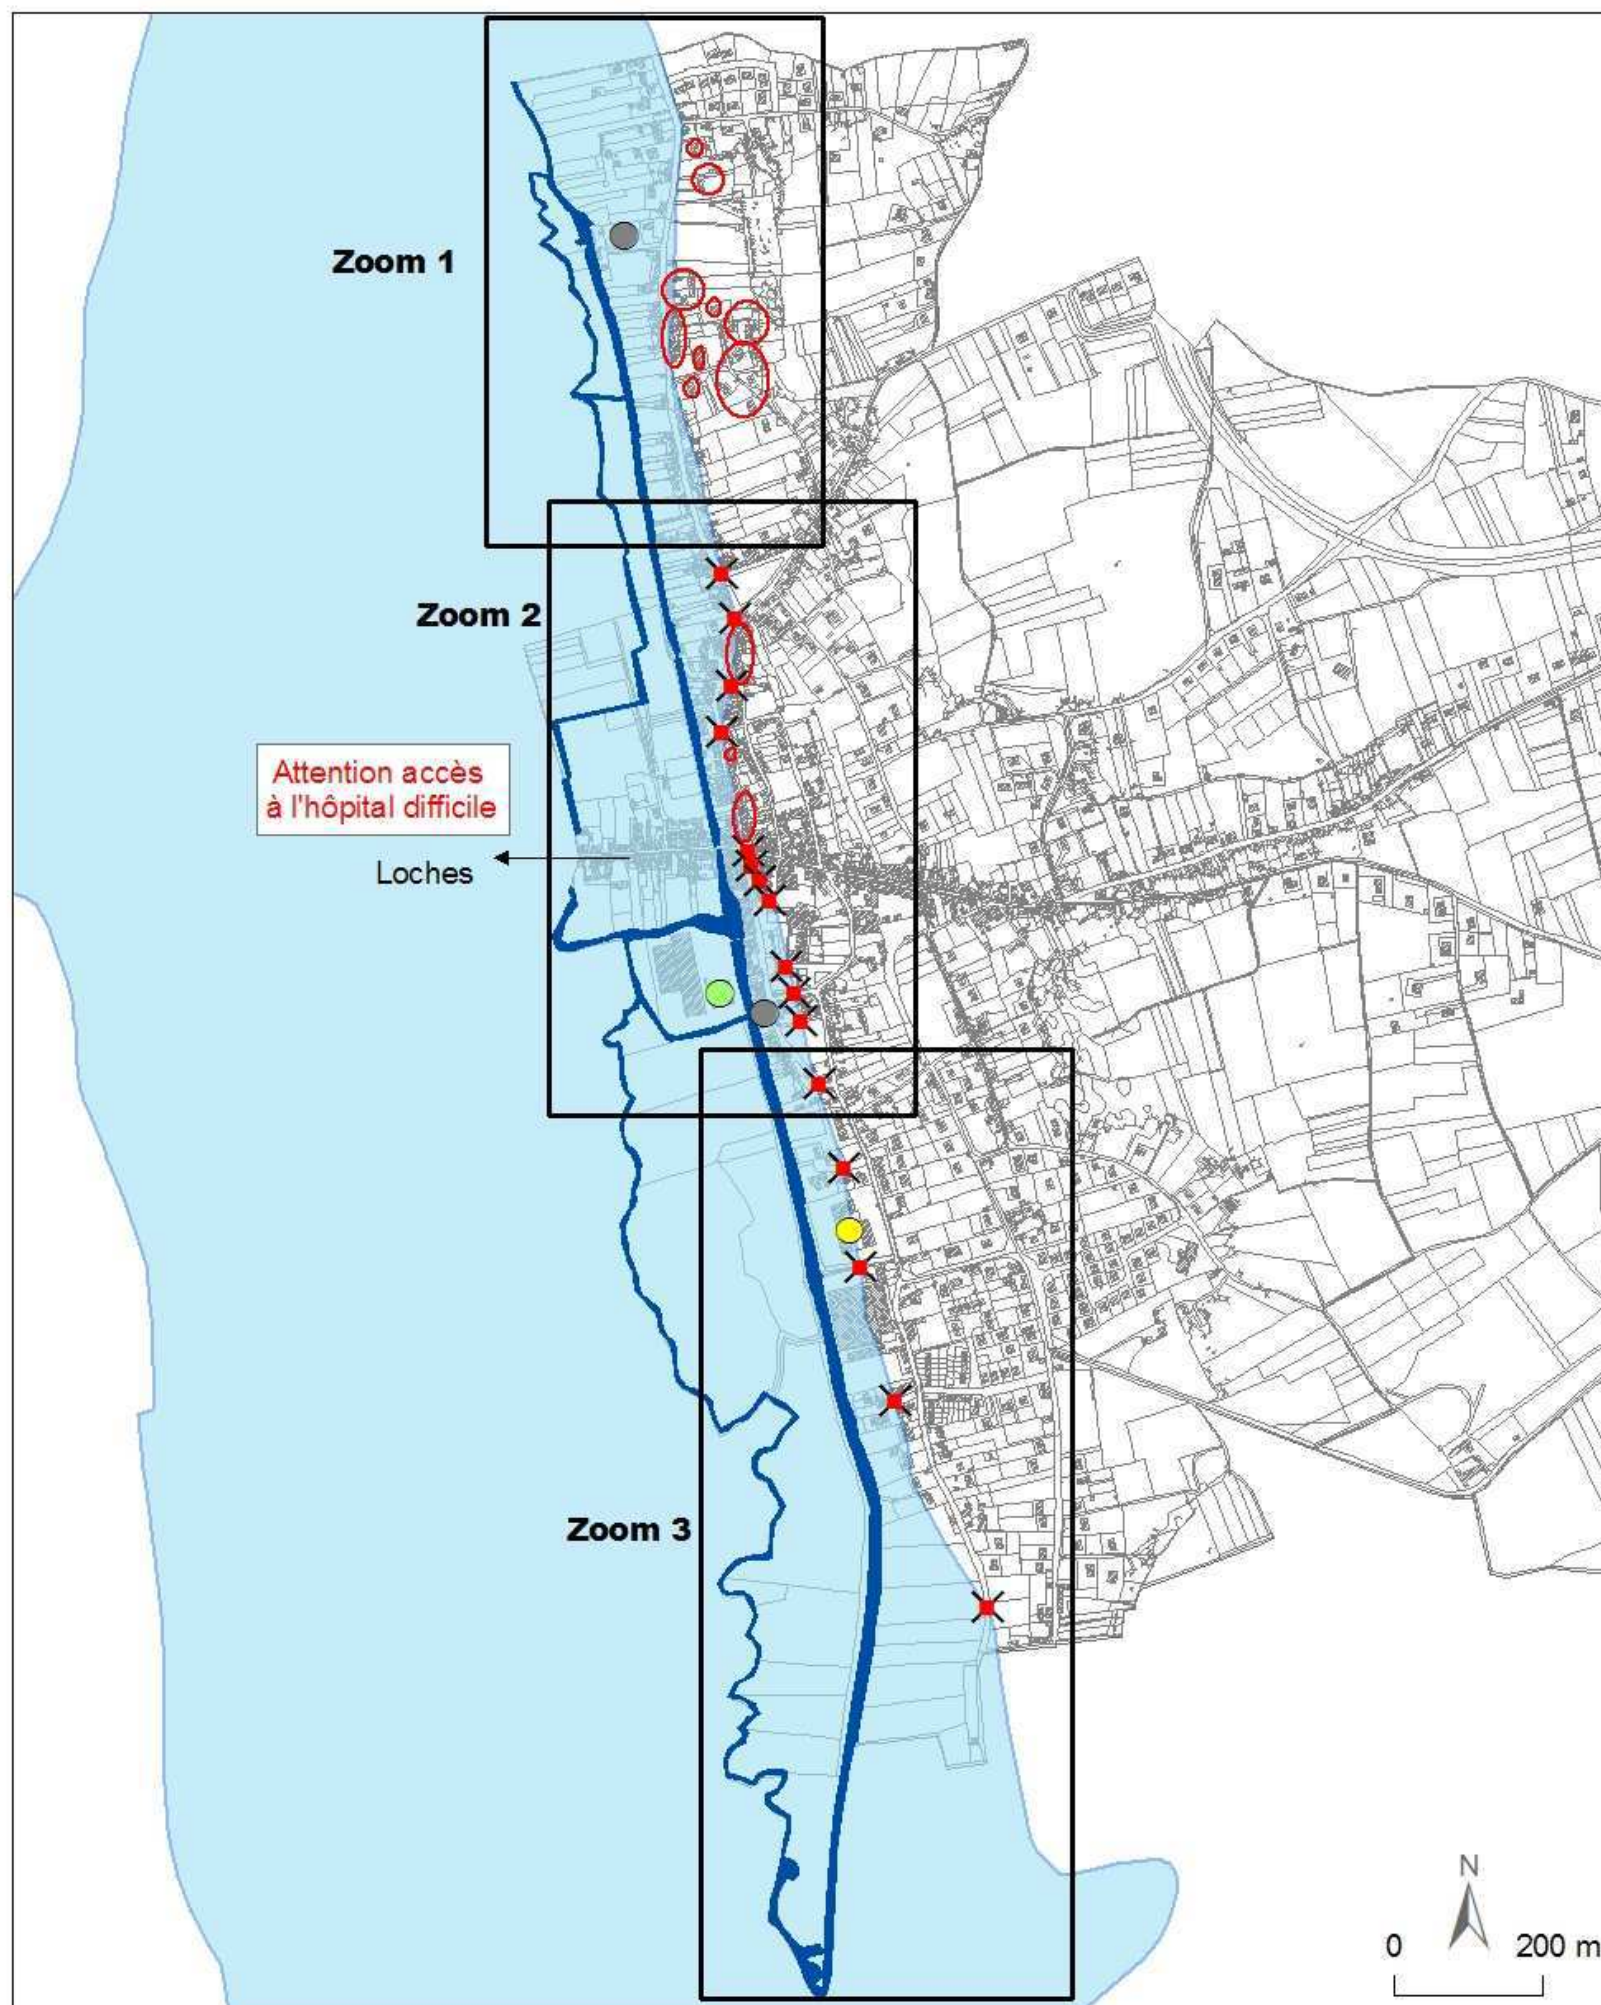 Zoom 1
Zoom 2
Attention accès
à l'hôpital difficile
Loches
Zoom 3
N
0 200 m